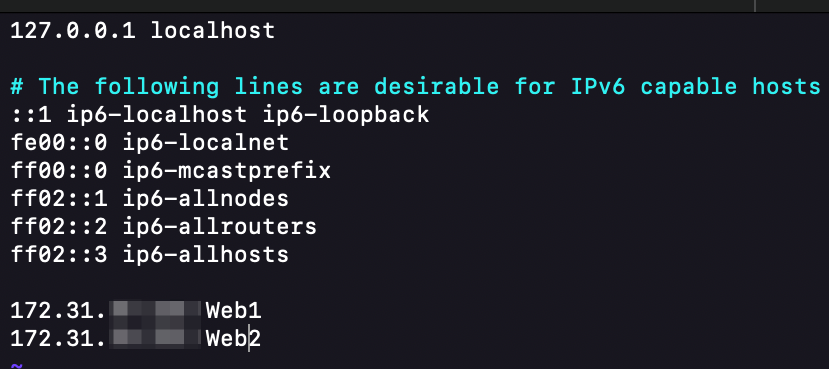 127.0.0.1 localhost
# The following lines are desirable for IPv6 capable hosts
::1 ip6-localhost ip6-loopback
fe00::0 ip6-localnet
ff00::0 ip6-mcastprefix
ff02::1 ip6-allnodes
ff02::2 ip6-allrouters
ff02::3 ip6-allhosts
172.31. Web1
172.31. Web2
~